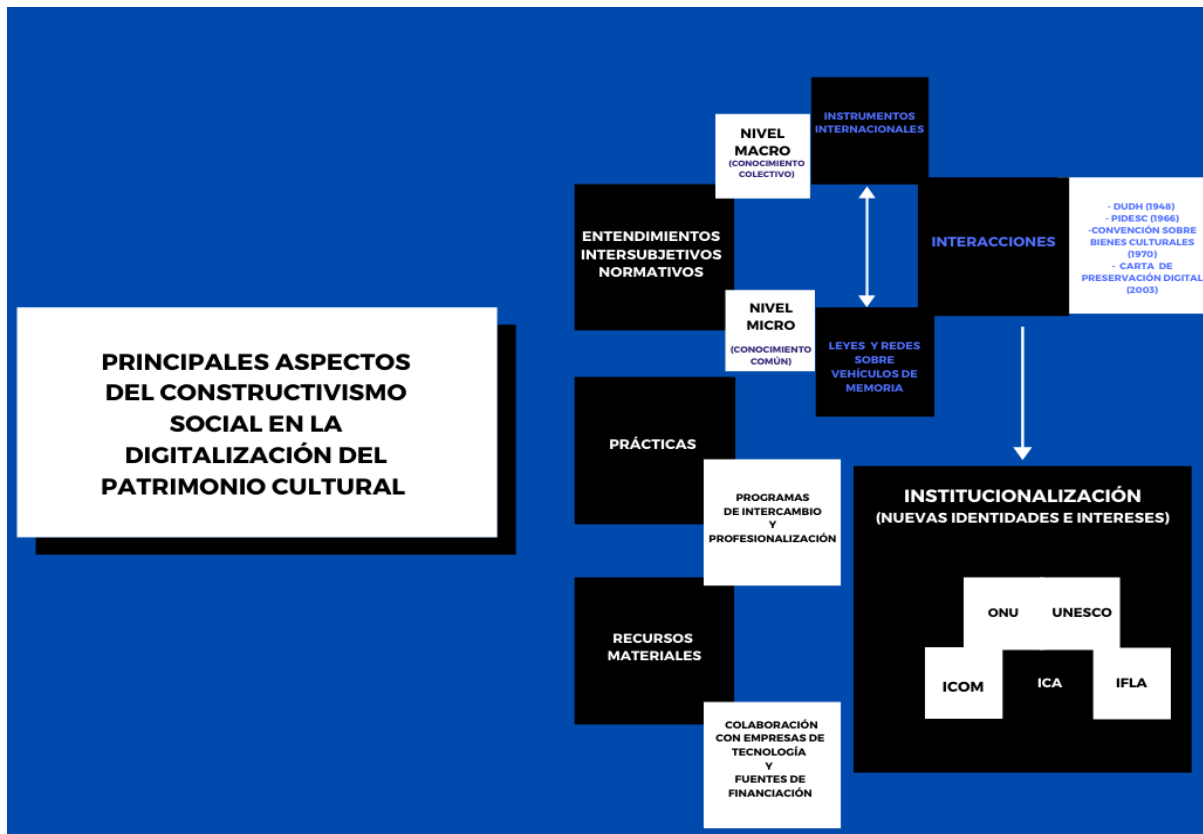 PRINCIPALES ASPECTOS
DEL CONSTRUCTIVISMO
SOCIAL EN LA
DIGITALIZACIÓN DEL
PATRIMONIO CULTURAL
ENTENDIMIENTOS
INTERSUBJETIVOS
NORMATIVOS
NIVEL
MACRO
(CONOCIMIENTO
COLECTIVO)
INSTRUMENTOS
INTERNACIONALES
NIVEL
MICRO
(CONOCIMIENTO
COMÚN)
LEYES Y REDES
SOBRE
VEHÍCULOS DE
MEMORIA
INTERACCIONES
- DUDH (1948)
- PIDESC (1966)
-CONVENCIÓN SOBRE
BIENES CULTURALES
(1970)
- CARTA DE
PRESERVACIÓN DIGITAL
(2003)
PRÁCTICAS
PROGRAMAS
DE INTERCAMBIO
Y
PROFESIONALIZACIÓN
RECURSOS
MATERIALES
COLABORACIÓN
CON EMPRESAS DE
TECNOLOGÍA
Y
FUENTES DE
FINANCIACIÓN
INSTITUCIONALIZACIÓN
(NUEVAS IDENTIDADES E INTERESES)
ONU UNESCO
ICOM ICA IFLA